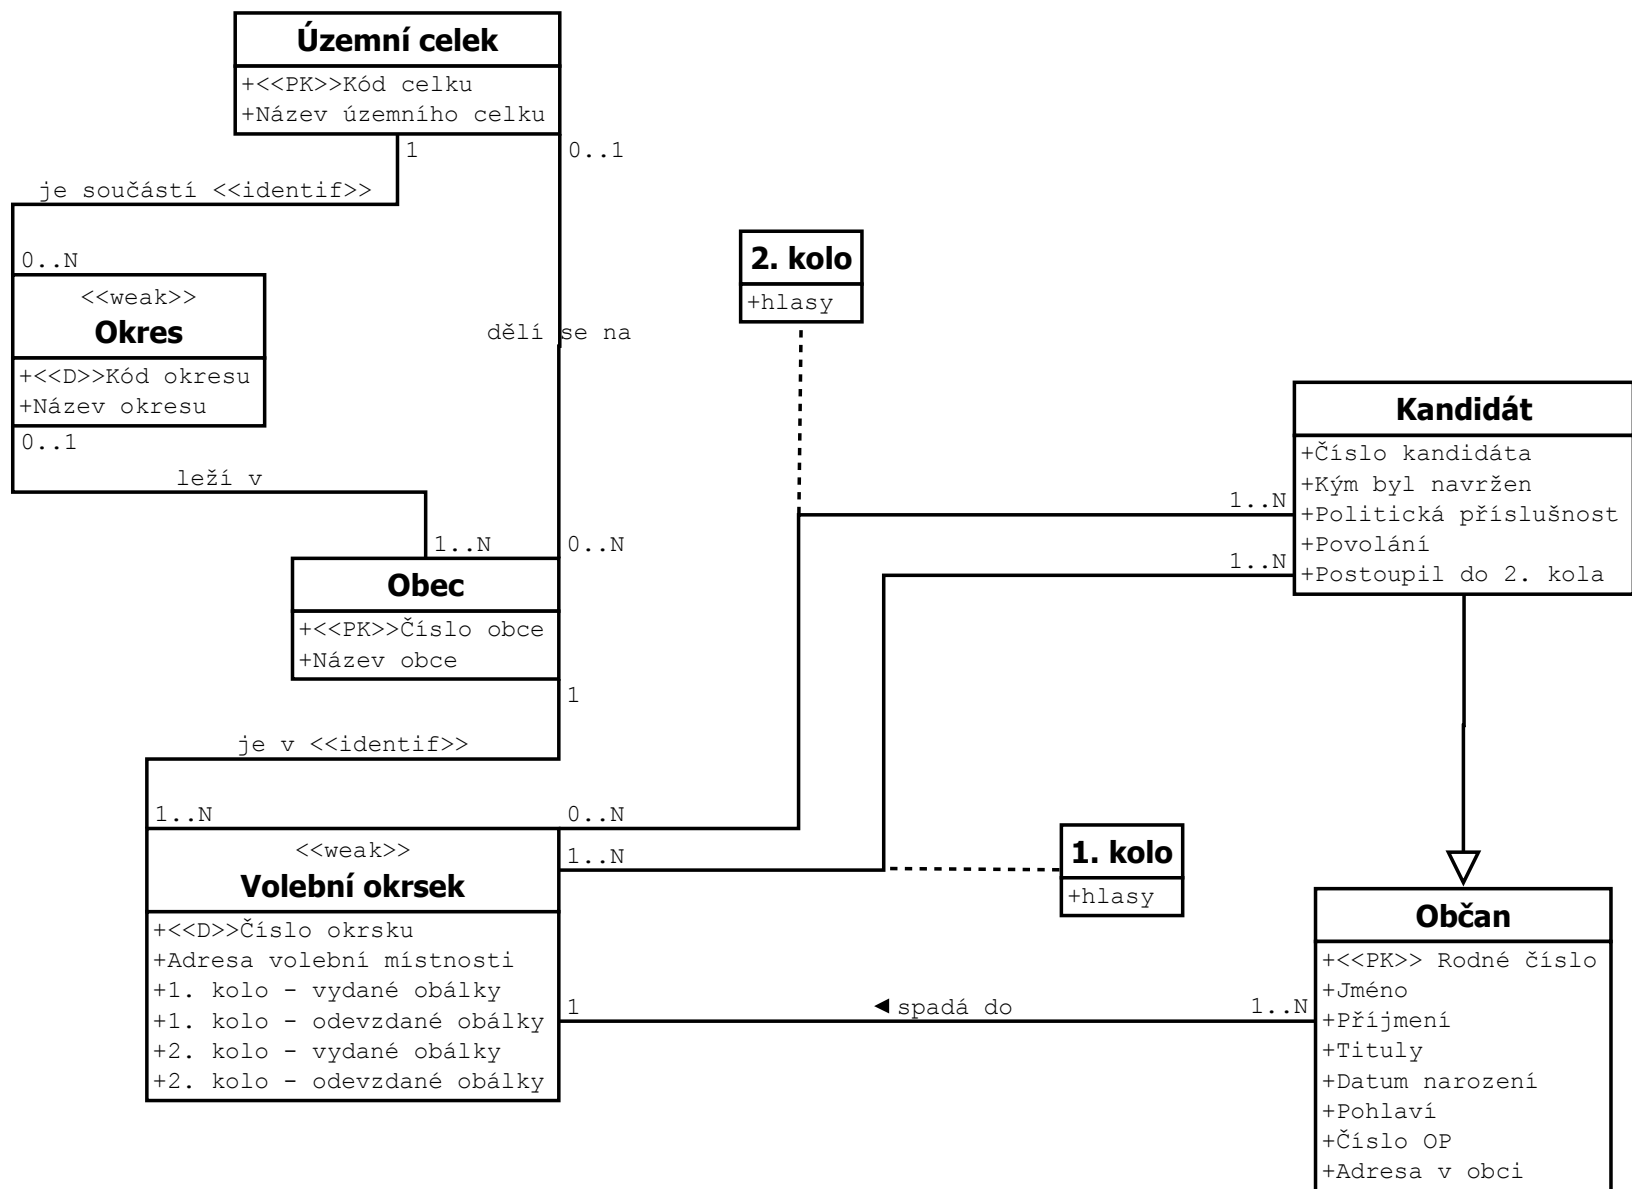 Územní celek
+<<PK>>Kód celku
+Název územního celku
1
0..1
je součástí <<identif>>
0..N
<<weak>>
Okres
+<<D>>Kód okresu
+Název okresu
0..1
leží v
dělí se na
1..N
0..N
Obec
+<<PK>>Číslo obce
+Název obce
1
je v <<identif>>
1..N
0..N
1..N
<<weak>>
Volební okrsek
+<<D>>Číslo okrsku
+Adresa volební místnosti
+1. kolo - vydané obálky
+1. kolo - odevzdané obálky
+2. kolo - vydané obálky
+2. kolo - odevzdané obálky
1
◄ spadá do
1..N
2. kolo
+hlasy
1. kolo
+hlasy
1..N
1..N
Kandidát
+Číslo kandidáta
+Kým byl navržen
+Politická příslušnost
+Povolání
+Postoupil do 2. kola
Občan
+<<PK>> Rodné číslo
+Jméno
+Příjmení
+Tituly
+Datum narození
+Pohlaví
+Číslo OP
+Adresa v obci